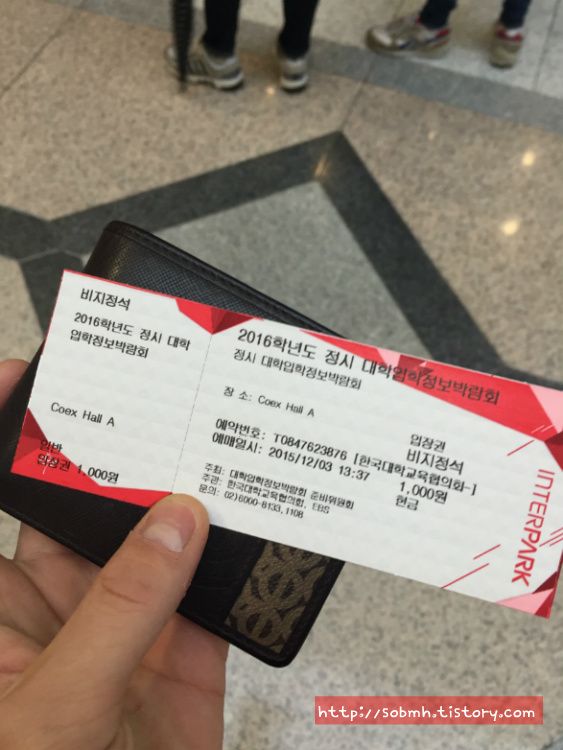 비지정석
2016학년도 정시 대학
입학정보박람회
Coex Hall A
일반
입장권 1,000원
2016학년도 정시 대학입학정보박람회
정시 대학입학정보박람회
장 소: Coex Hall A
예약번호: T0847623876 [한국대학교육협의회-]
예매일시: 2015/12/03 13:37
입장권
비지정석
1,000원
현금
주최: 대학입학정보박람회 준비위원회
주관: 한국대학교육협의회, EBS
문의: 02)6000-8133,1108
INTERPARK
http://sobmh.tistory.com